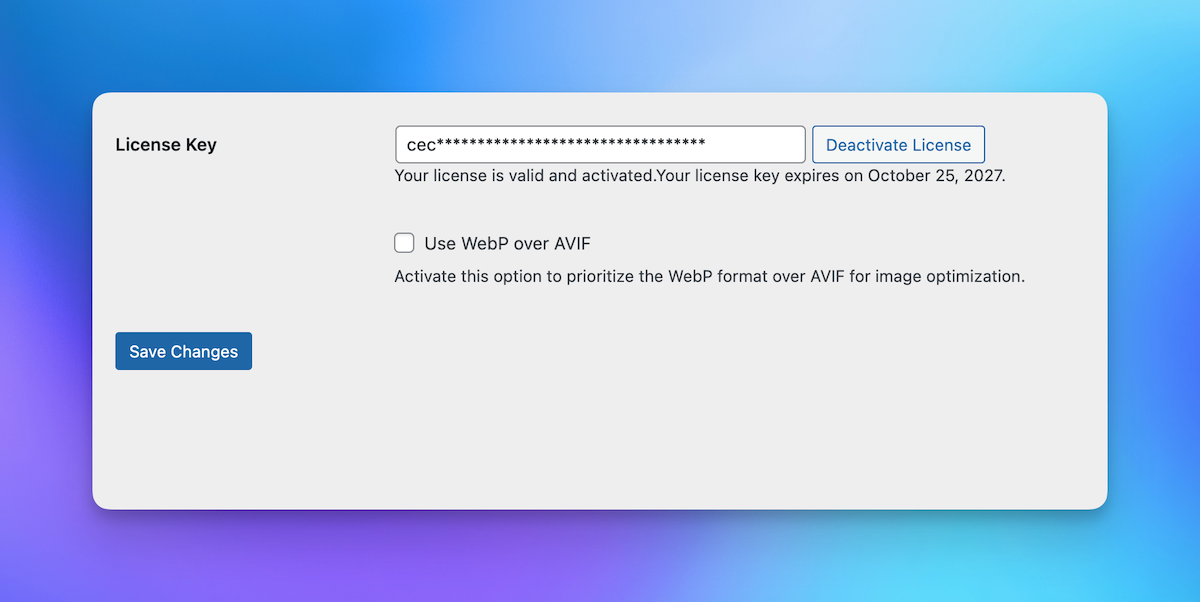 License Key
cec*********************************
Deactivate License
Your license is valid and activated.Your license key expires on October 25, 2027.
Use WebP over AVIF
Activate this option to prioritize the WebP format over AVIF for image optimization.
Save Changes